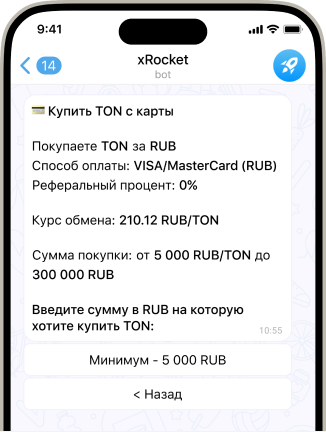 9:41
14
xRocket
bot
Купить TON с карты
Покупаете TON за RUB
Способ оплаты: VISA/MasterCard (RUB)
Реферальный процент: 0%
Курс обмена: 210.12 RUB/TON
Сумма покупки: от 5 000 RUB/TON до
300 000 RUB
Введите сумму в RUB на которую
хотите купить TON:
10:55
Минимум - 5 000 RUB
< Назад